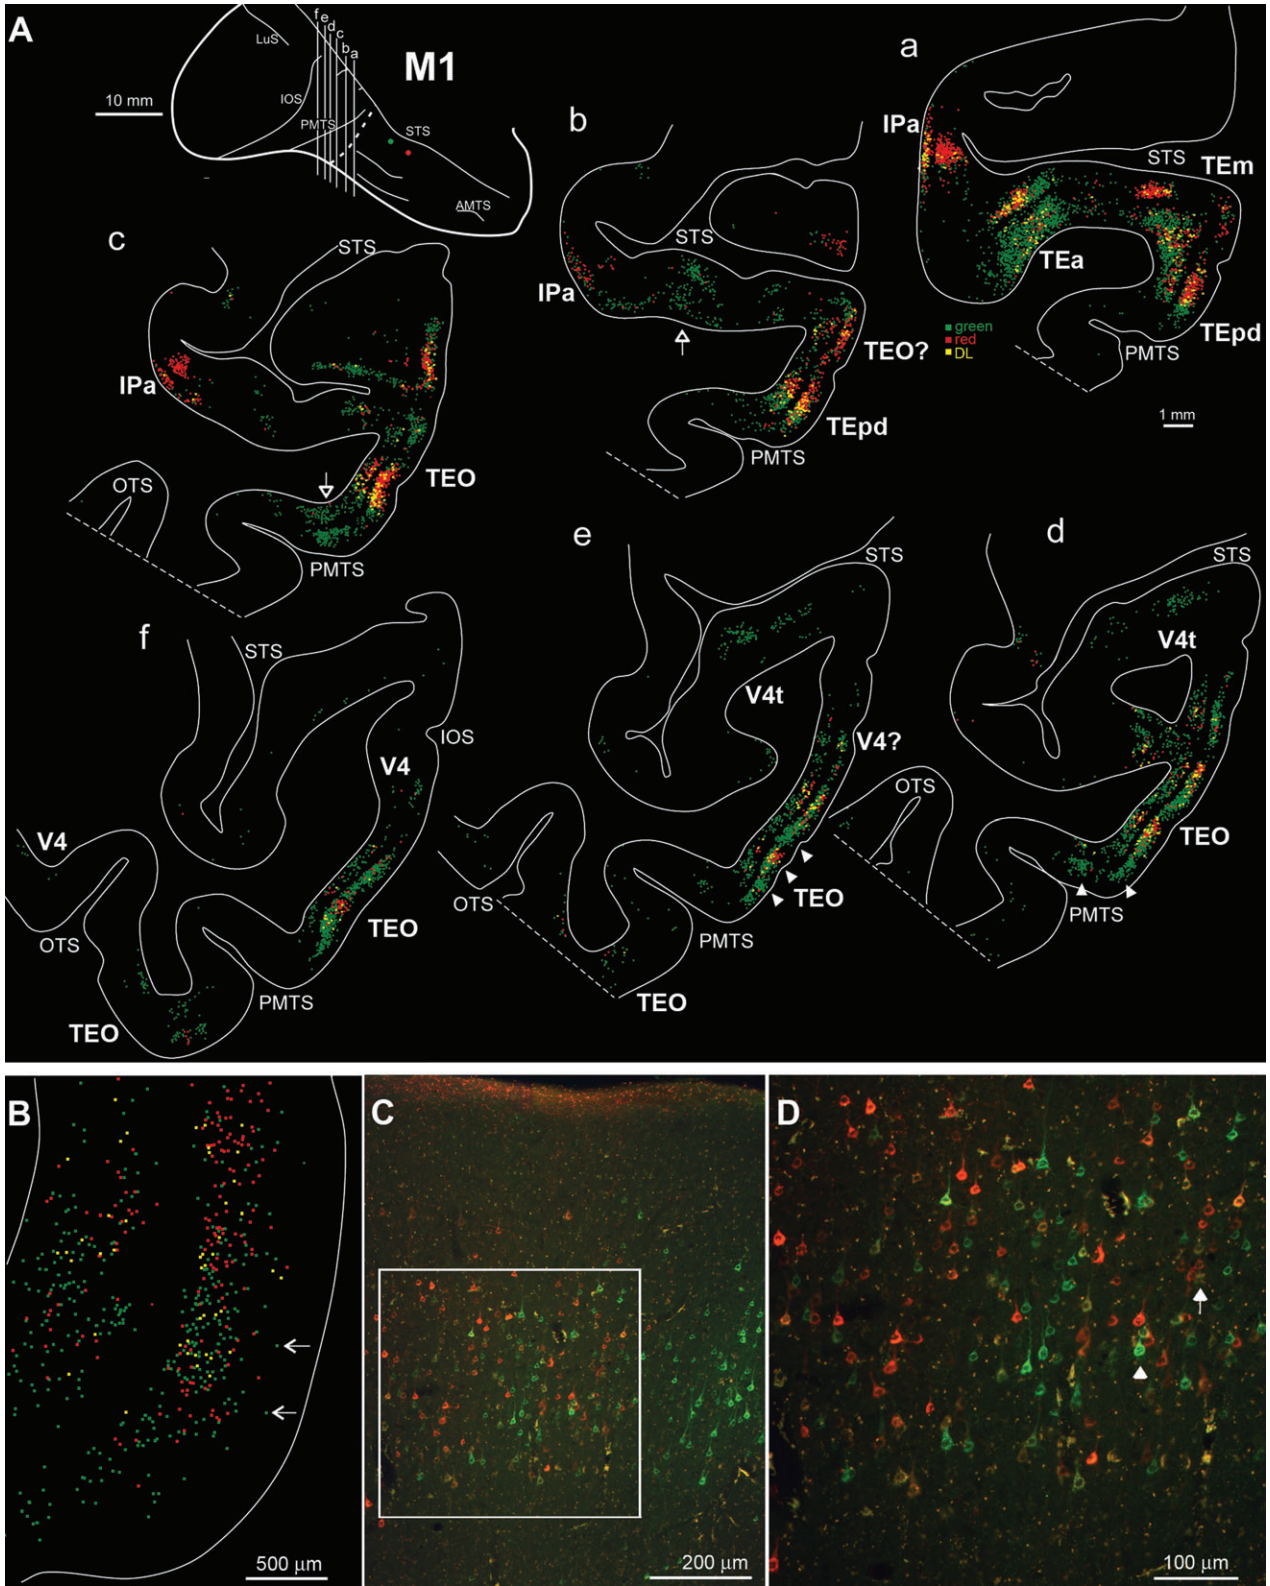 A
M1
f
e
d
c
b
a
LuS
IOS
PMTS
STS
AMTS
10 mm
a
IPa
STS
TEm
TEa
TEpd
PMTS
green
red
DL
1 mm
b
STS
IPa
TEO?
TEpd
PMTS
c
STS
IPa
TEO
OTS
PMTS
d
STS
V4t
OTS
TEO
PMTS
e
STS
V4t
V4?
OTS
TEO
PMTS
TEO
f
STS
IOS
V4
V4
OTS
TEO
PMTS
TEO
B
500 µm
C
200 µm
D
100 µm